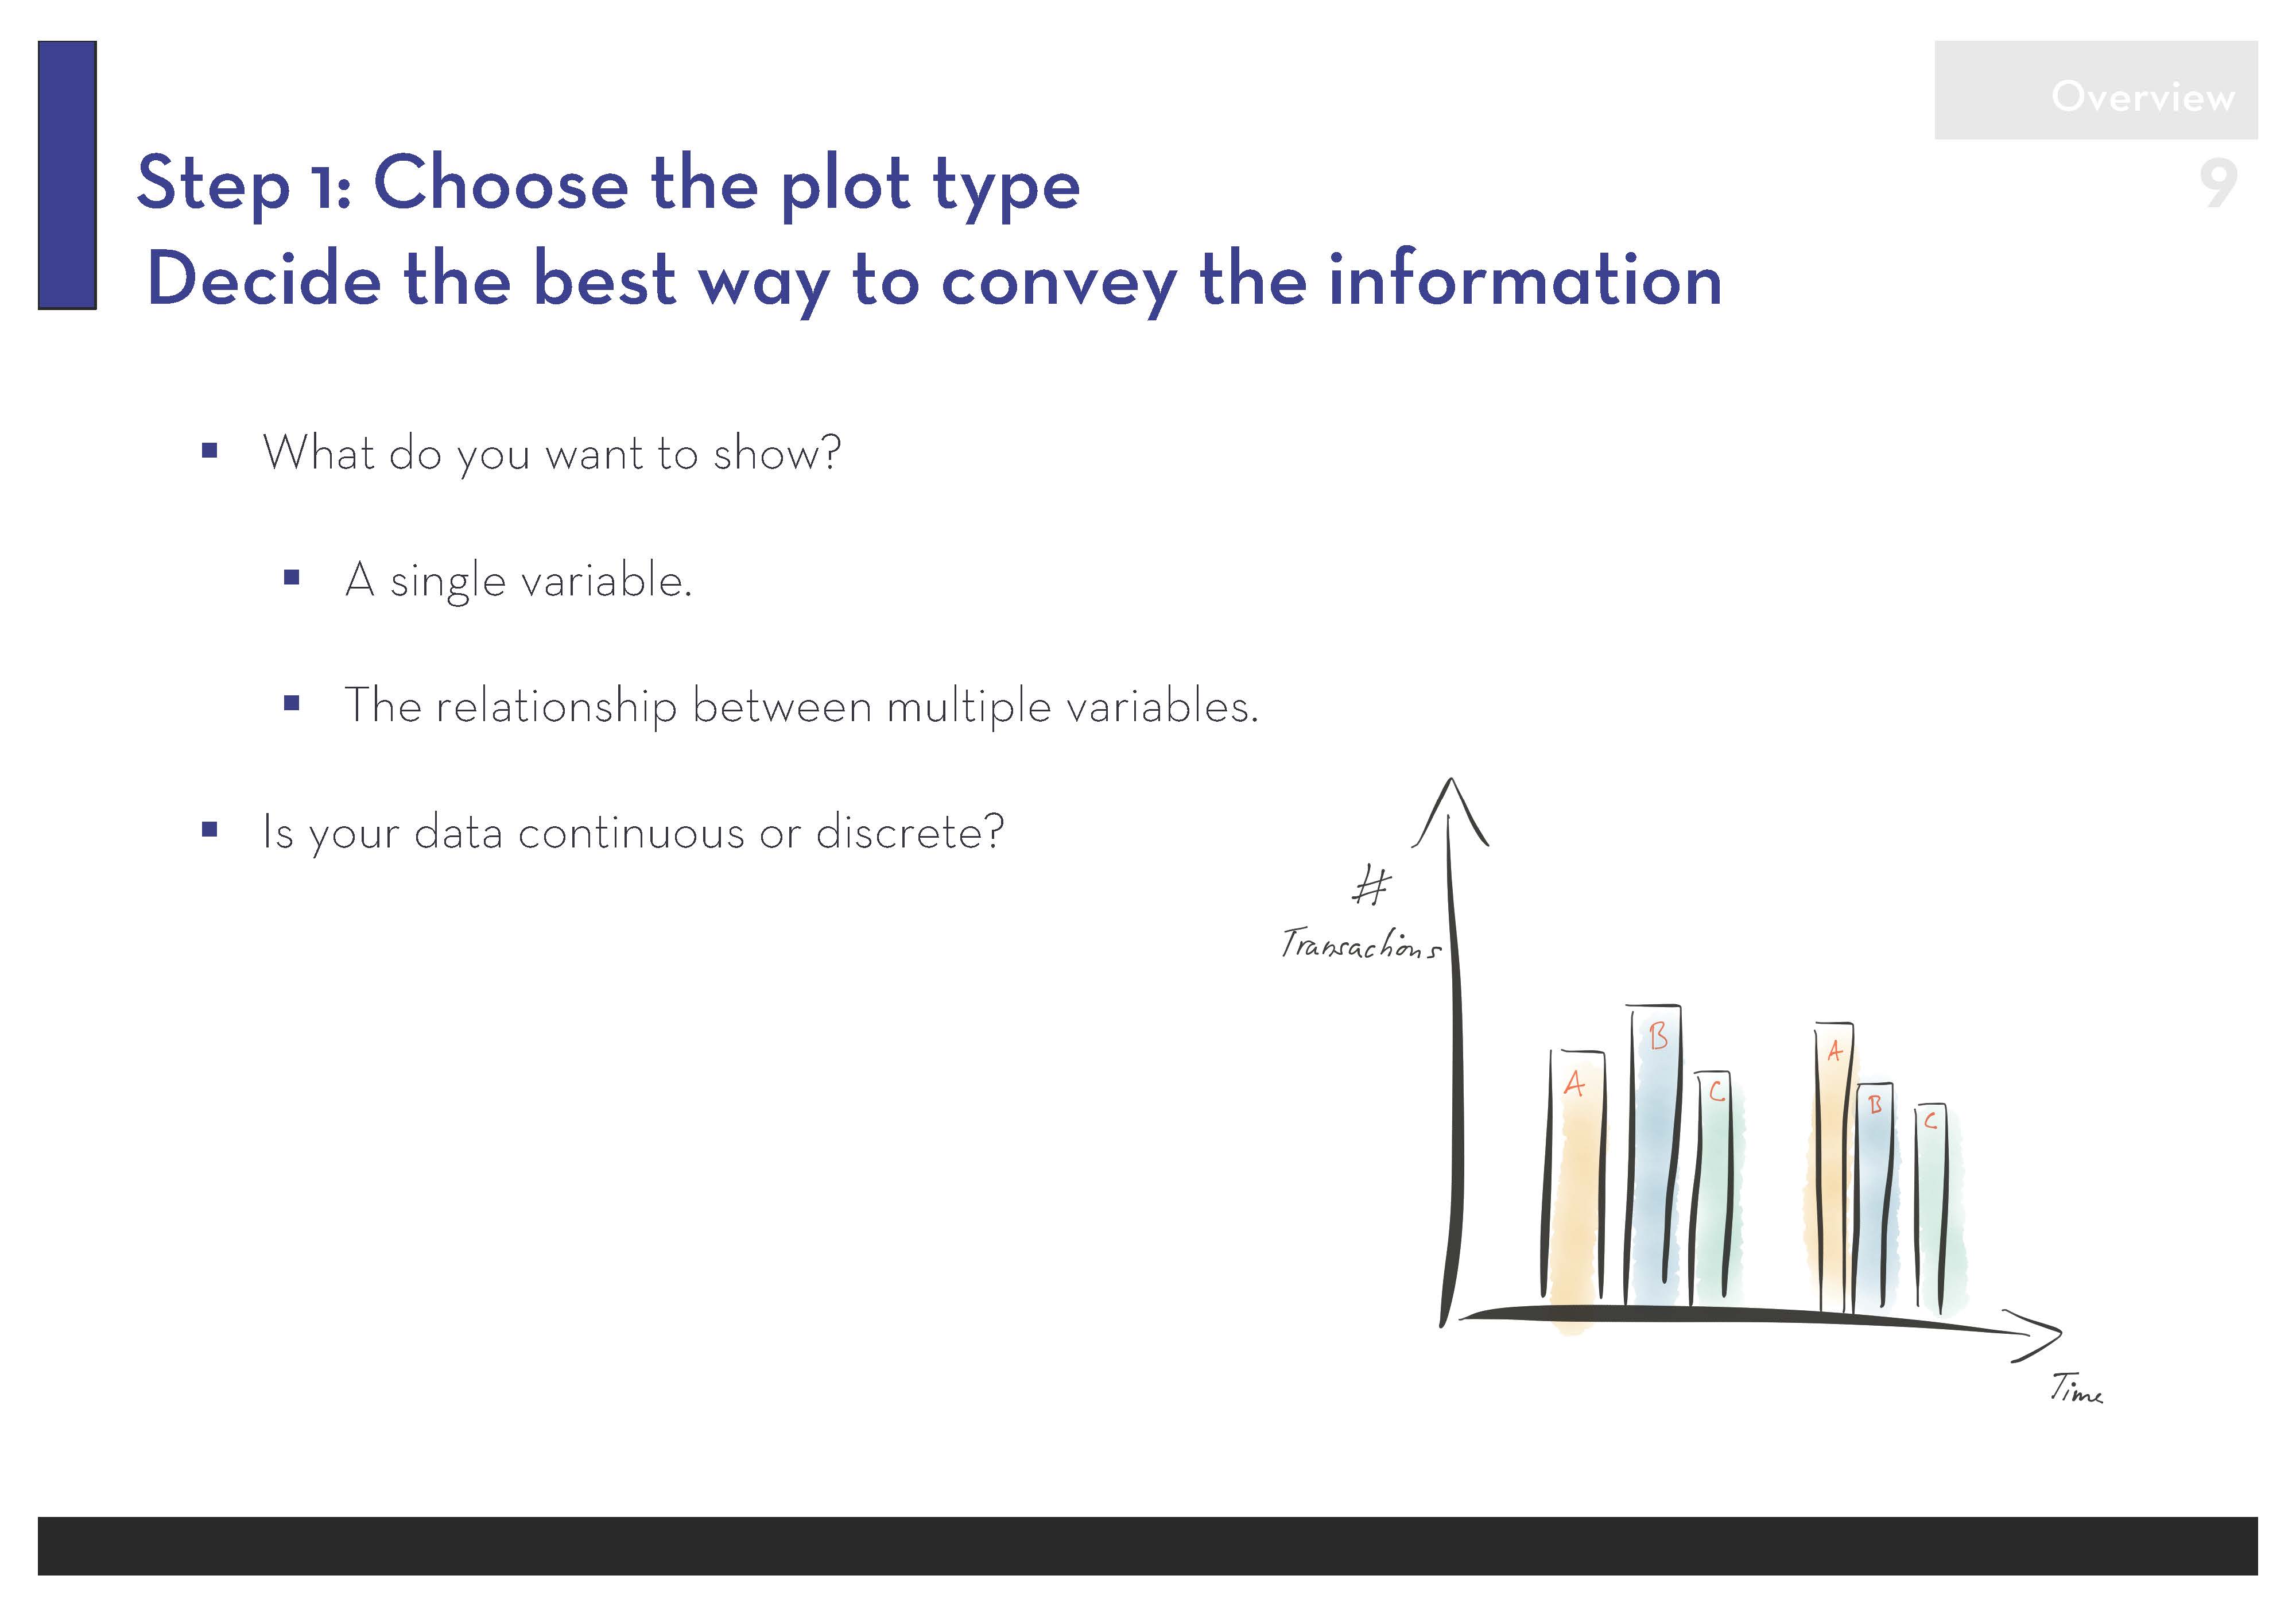 Overview
9
Step 1: Choose the plot type
Decide the best way to convey the information
What do you want to show?
A single variable.
The relationship between multiple variables.
Is your data continuous or discrete?
#
Transactions
A
B
C
A
B
C
Time